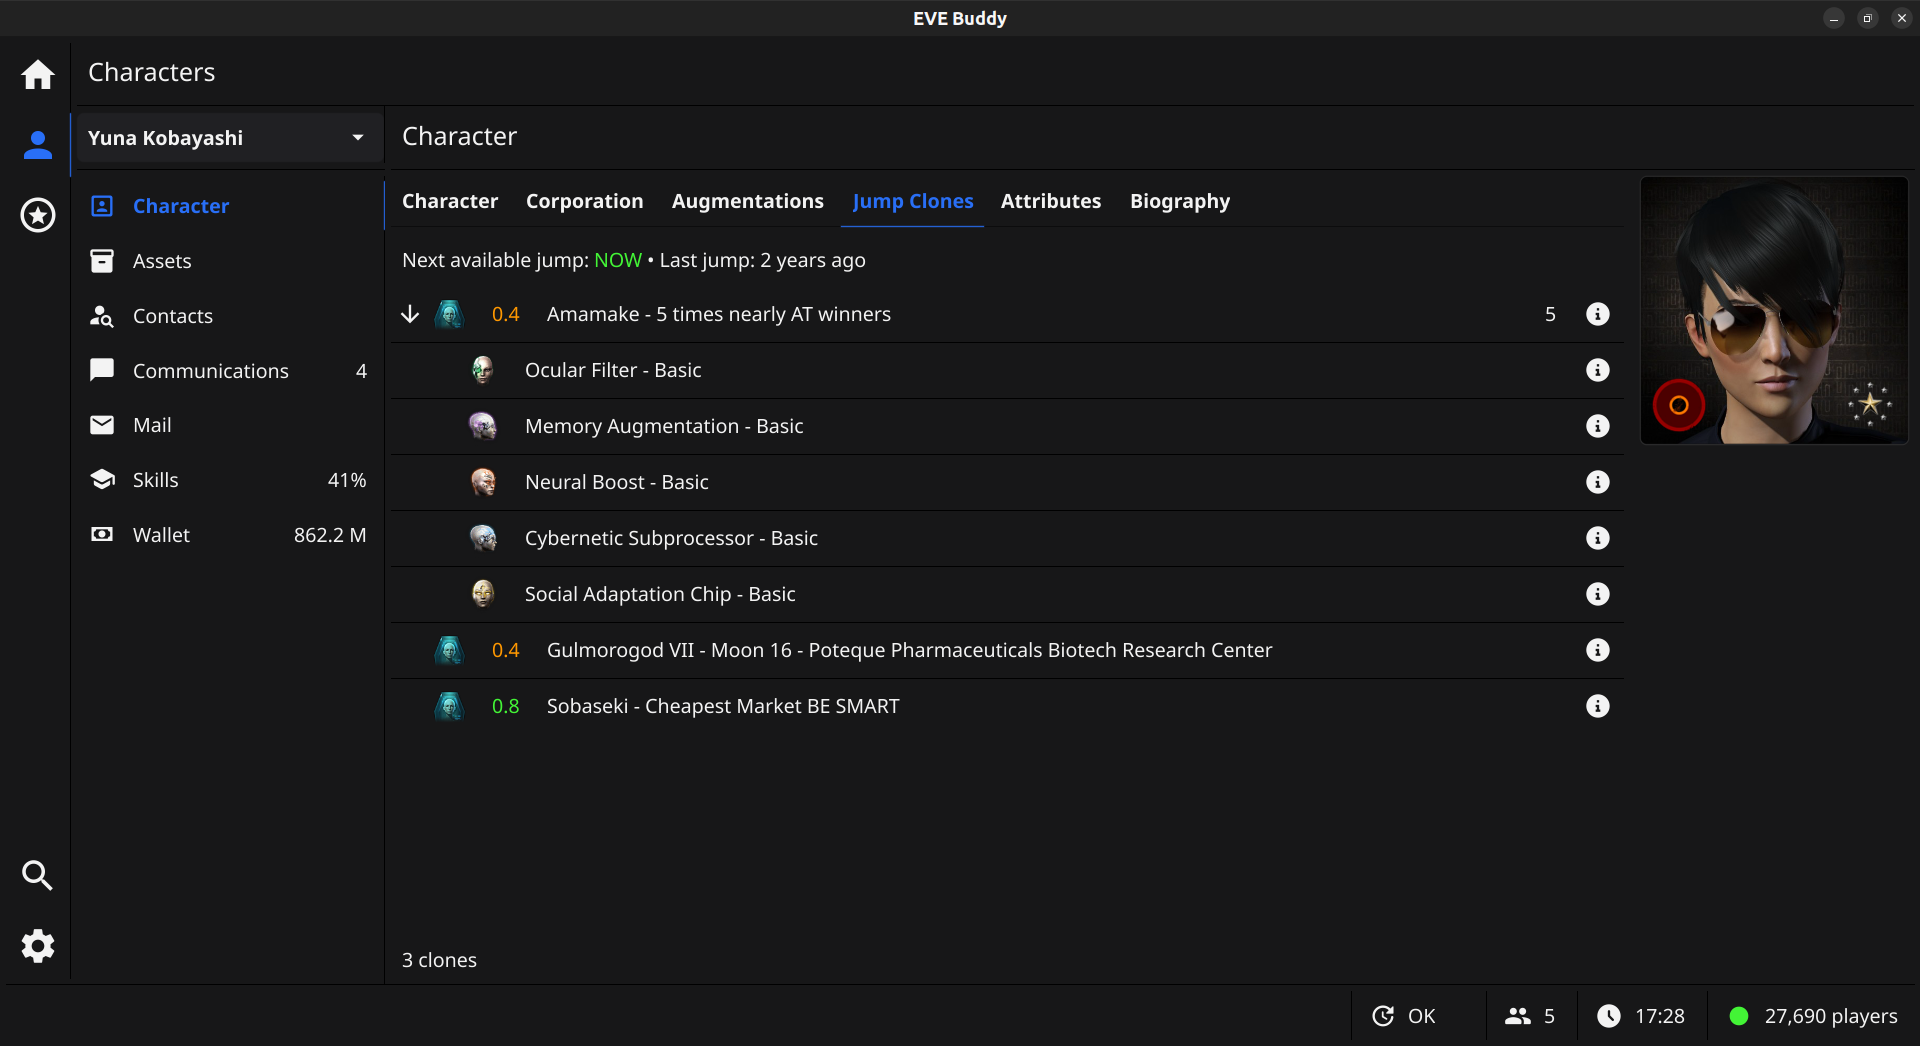 EVE Buddy
Characters
Yuna Kobayashi
Character
Assets
Contacts
Communications 4
Mail
Skills 41%
Wallet 862.2 M
Character
Character Corporation Augmentations Jump Clones Attributes Biography
Next available jump: NOW • Last jump: 2 years ago
0.4 Amamake - 5 times nearly AT winners 5
Ocular Filter - Basic
Memory Augmentation - Basic
Neural Boost - Basic
Cybernetic Subprocessor - Basic
Social Adaptation Chip - Basic
0.4 Gulmorogod VII - Moon 16 - Poteque Pharmaceuticals Biotech Research Center
0.8 Sobaseki - Cheapest Market BE SMART
3 clones
OK 5 17:28 27,690 players